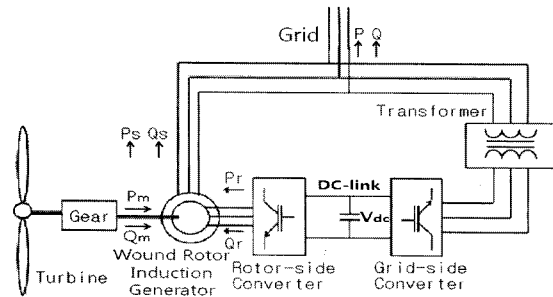 Grid
P Q
Transformer
Ps Qs
Pr
DC-link
Pm
Gear
Vdc
Qm
Qr
Turbine
Wound Rotor
Induction
Generator
Rotor-side
Converter
Grid-side
Converter